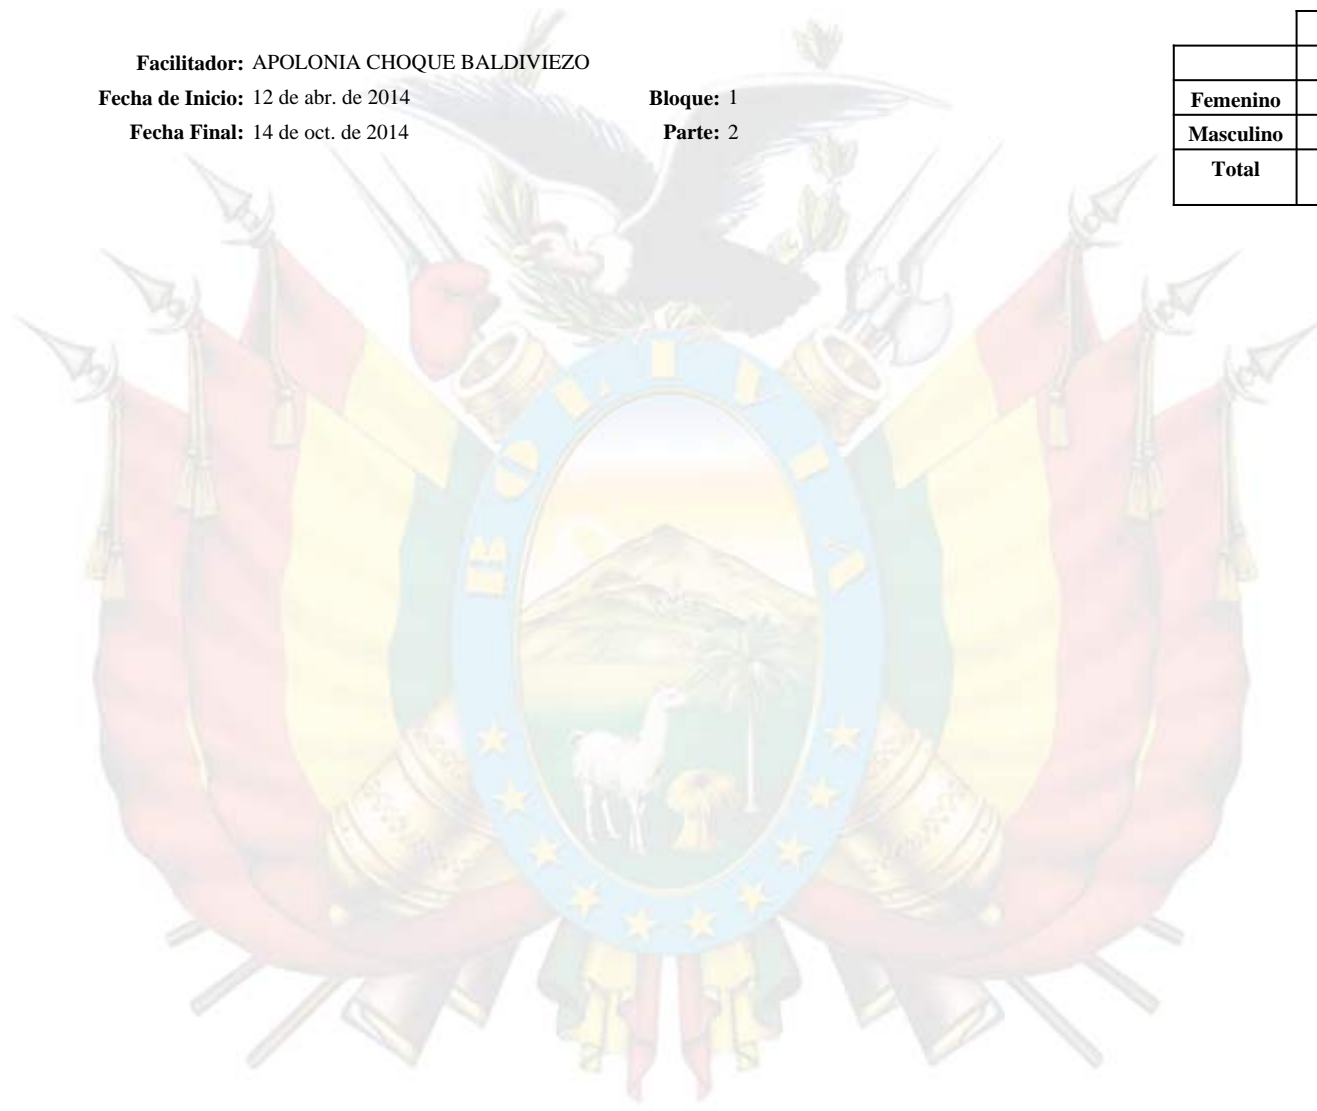 Facilitador: APOLONIA CHOQUE BALDIVIEZO
Fecha de Inicio: 12 de abr. de 2014 Bloque: 1
Fecha Final: 14 de oct. de 2014 Parte: 2
Femenino
Masculino
Total
BOLIVIA